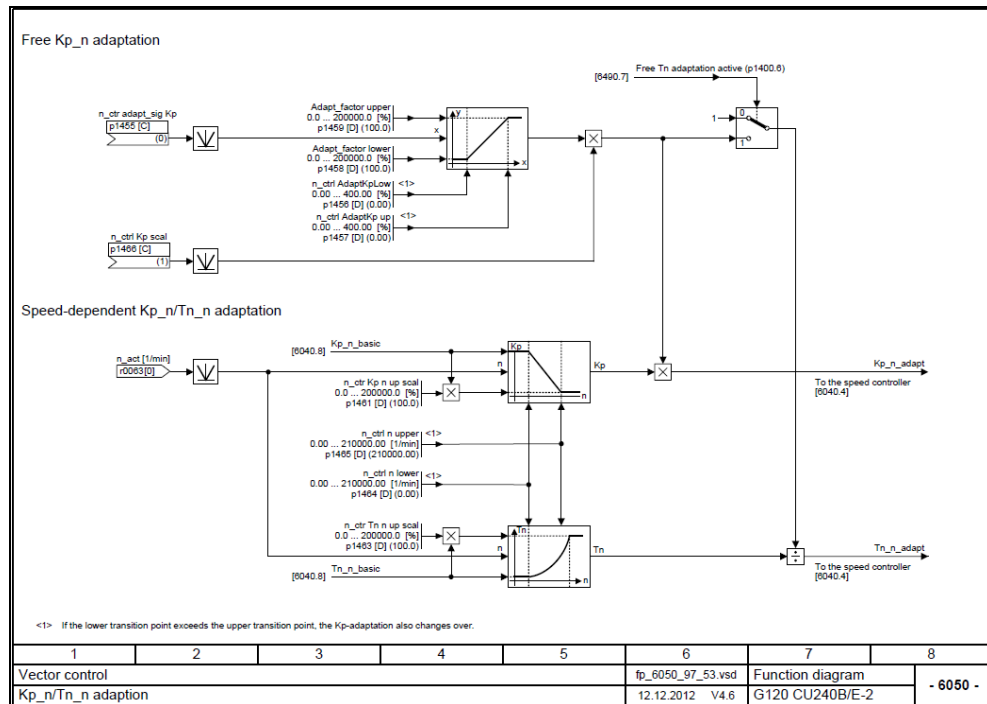 Free Kp_n adaptation
Free Tn adaptation active (p1400.6)
[6490.7]
n_ctr adapt_sig Kp
p1455 [C]
(0)
Adapt_factor upper
0.0 ... 200000.0 [%]
p1459 [D] (100.0)
x
Adapt_factor lower
0.0 ... 200000.0 [%]
p1458 [D] (100.0)
y
x
n_ctrl AdaptKpLow <1>
0.00 ... 400.00 [%]
p1456 [D] (0.00)
n_ctrl AdaptKp up <1>
0.00 ... 400.00 [%]
p1457 [D] (0.00)
1
0
1
n_ctrl Kp scal
p1466 [C]
(1)
Speed-dependent Kp_n/Tn_n adaptation
n_act [1/min]
r0063[0]
Kp_n_basic
[6040.8]
n
Kp
n
Kp
n_ctr Kp n up scal
0.0 ... 200000.0 [%]
p1461 [D] (100.0)
Kp_n_adapt
To the speed controller
[6040.4]
n_ctrl n upper <1>
0.00 ... 210000.00 [1/min]
p1465 [D] (210000.00)
n_ctrl n lower <1>
0.00 ... 210000.00 [1/min]
p1464 [D] (0.00)
n_ctr Tn n up scal
0.0 ... 200000.0 [%]
p1463 [D] (100.0)
n
Tn
n
Tn
Tn_n_basic
[6040.8]
Tn_n_adapt
To the speed controller
[6040.4]
<1> If the lower transition point exceeds the upper transition point, the Kp-adaptation also changes over.
1 2 3 4 5 6 7 8
Vector control fp_6050_97_53.vsd Function diagram
- 6050 -
Kp_n/Tn_n adaption 12.12.2012 V4.6 G120 CU240B/E-2